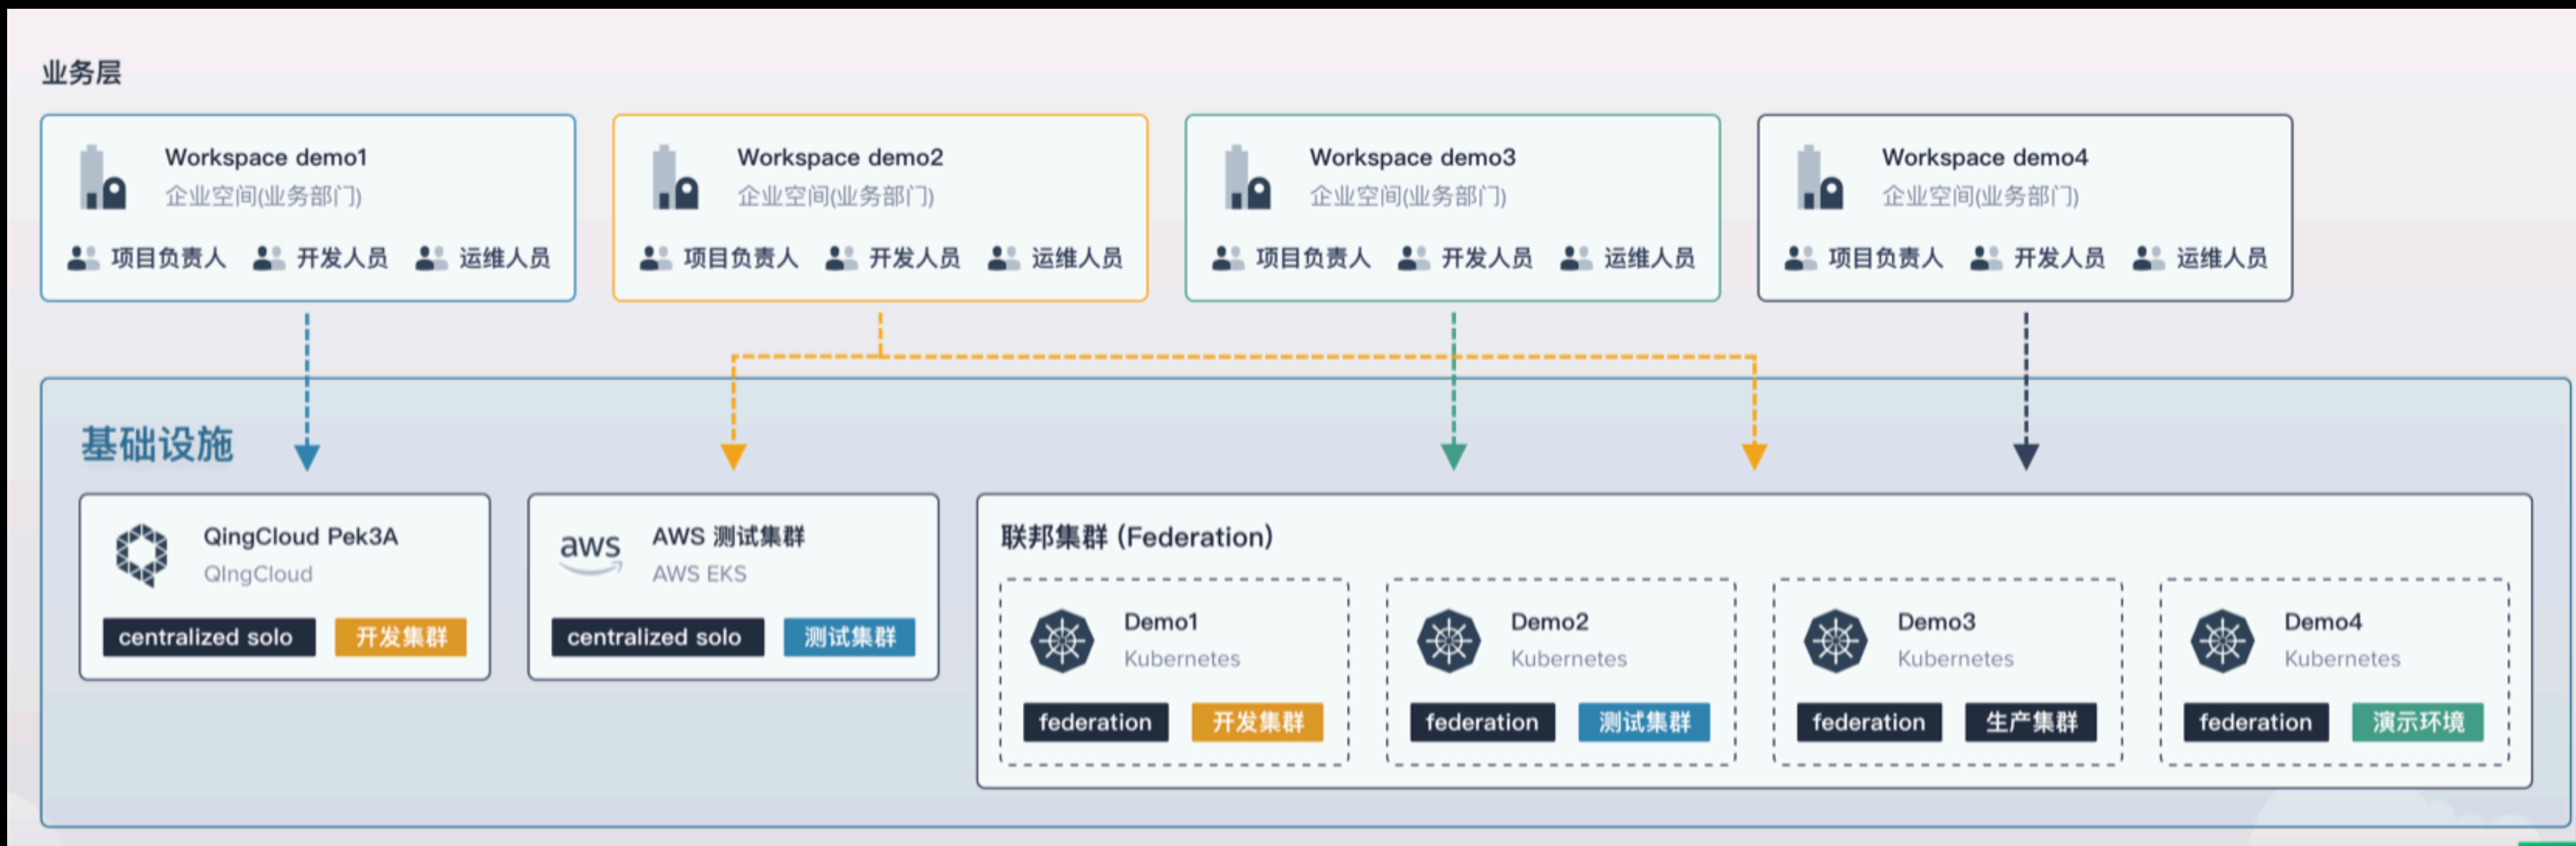 业务层
Workspace demo1
企业空间(业务部门)
项目负责人 开发人员 运维人员
Workspace demo2
企业空间(业务部门)
项目负责人 开发人员 运维人员
Workspace demo3
企业空间(业务部门)
项目负责人 开发人员 运维人员
Workspace demo4
企业空间(业务部门)
项目负责人 开发人员 运维人员
基础设施
QingCloud Pek3A
QIngCloud
centralized solo 开发集群
aws
AWS 测试集群
AWS EKS
centralized solo 测试集群
联邦集群 (Federation)
Demo1
Kubernetes
federation 开发集群
Demo2
Kubernetes
federation 测试集群
Demo3
Kubernetes
federation 生产集群
Demo4
Kubernetes
federation 演示环境